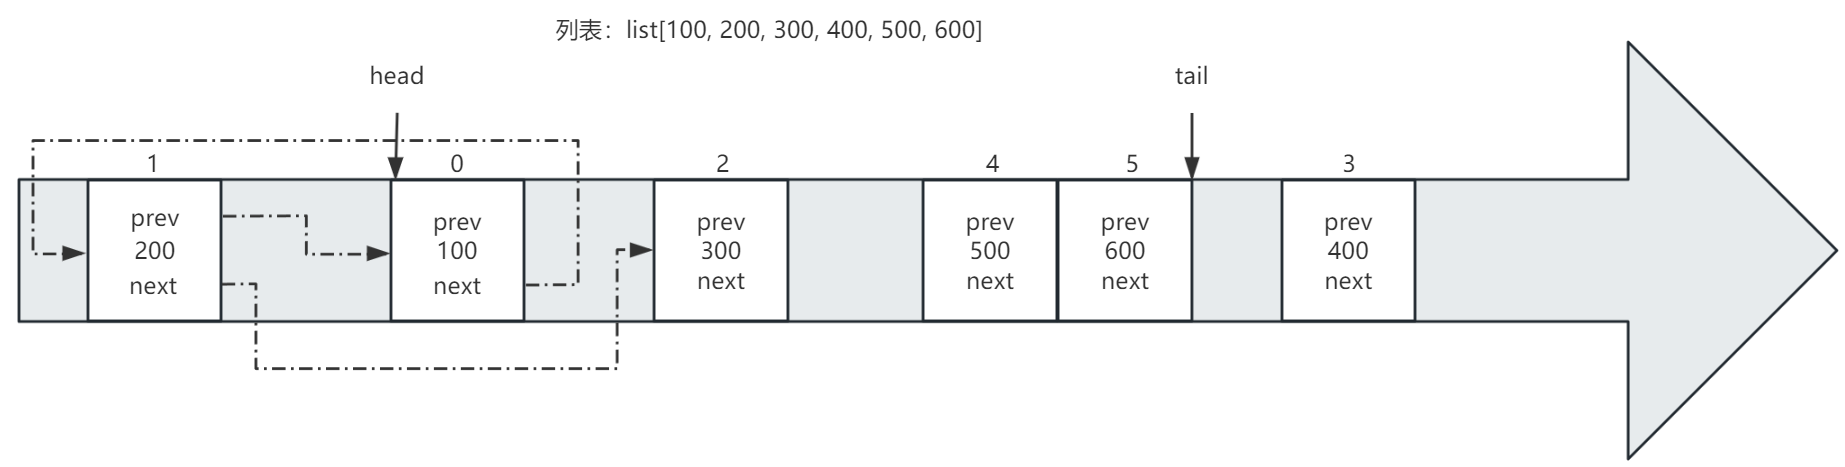 列表：list[100, 200, 300, 400, 500, 600]
head
tail
1
0
2
4
5
3
prev
200
next
prev
100
next
prev
300
next
prev
500
next
prev
600
next
prev
400
next